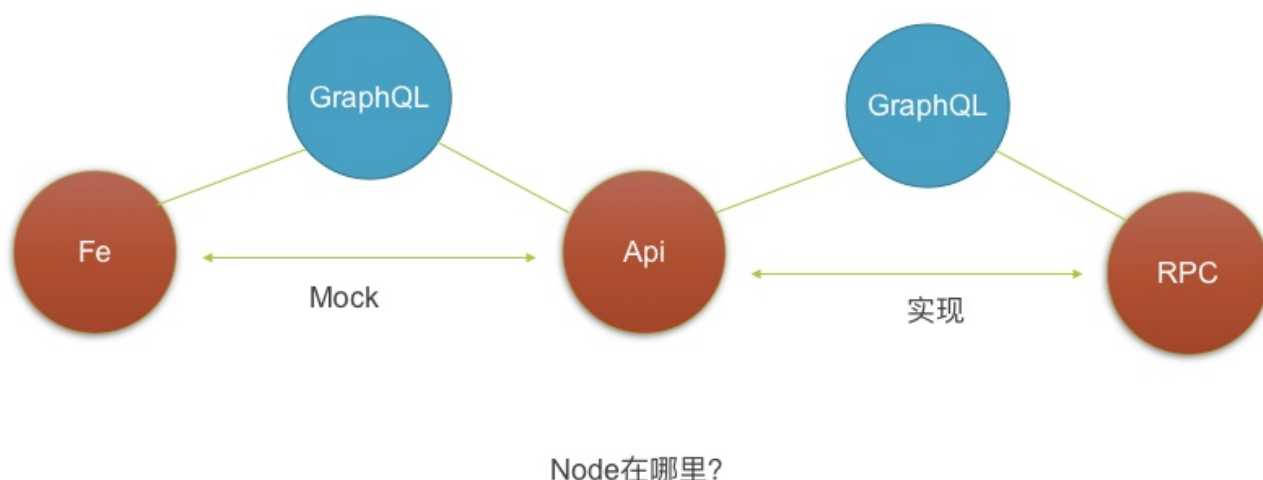 GraphQL
GraphQL
Fe
Api
RPC
Mock
实现
Node在哪里?